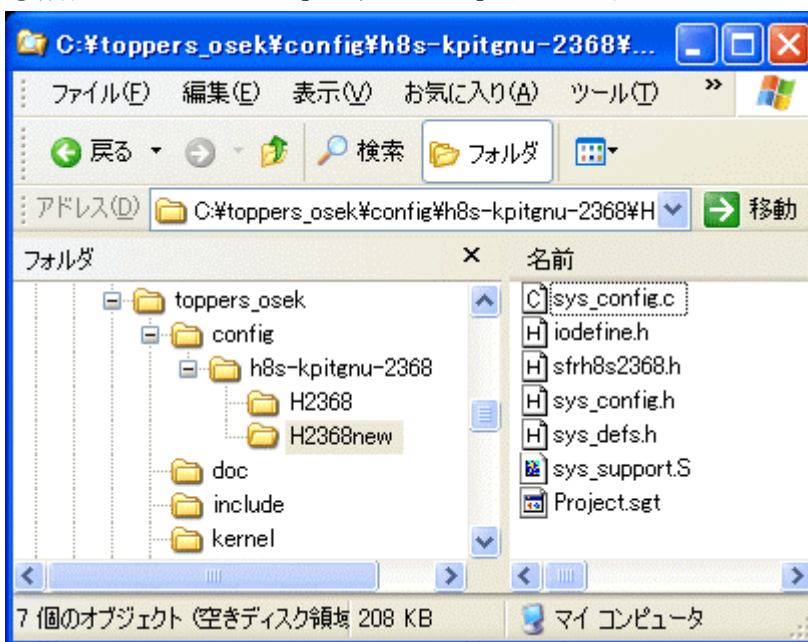 C:¥toppers_osek¥config¥h8s-kpitgnu-2368¥...
ファイル(F) 編集(E) 表示(V) お気に入り(A) ツール(T) »
戻る 検索 フォルダ
アドレス(D) C:¥toppers_osek¥config¥h8s-kpitgnu-2368¥H 移動
フォルダ × 名前
toppers_osek
config
h8s-kpitgnu-2368
H2368
H2368new
doc
include
kernel
sys_config.c
iodefine.h
sfrh8s2368.h
sys_config.h
sys_defs.h
sys_support.S
Project.sgt
7 個のオブジェクト (空きディスク領域 208 KB マイ コンピュータ